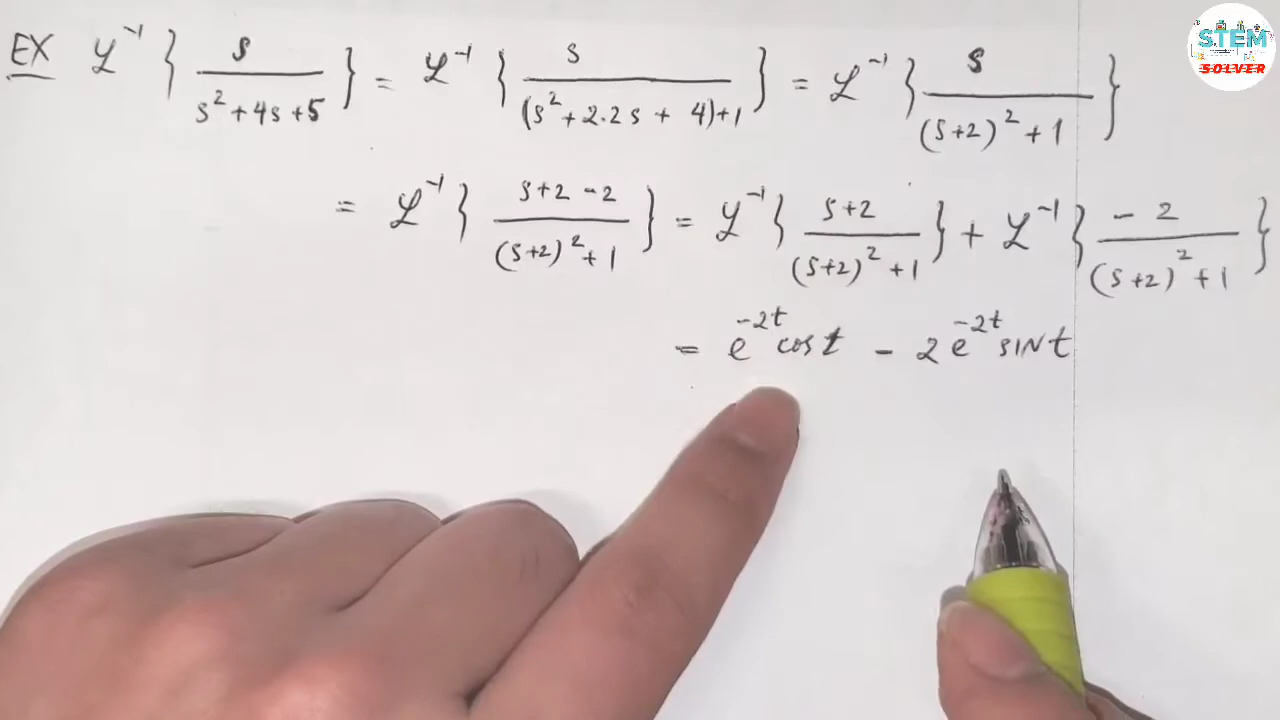 EX ℒ⁻¹ { s / (s² + 4s + 5) } = ℒ⁻¹ { s / ((s² + 2·2s + 4) + 1) } = ℒ⁻¹ { s / ((s+2)² + 1) }
= ℒ⁻¹ { (s+2 -2) / ((s+2)² + 1) } = ℒ⁻¹ { (s+2) / ((s+2)² + 1) } + ℒ⁻¹ { -2 / ((s+2)² + 1) }
= e^(-2t) cos t - 2 e^(-2t) sin t
STEM
SOLVER